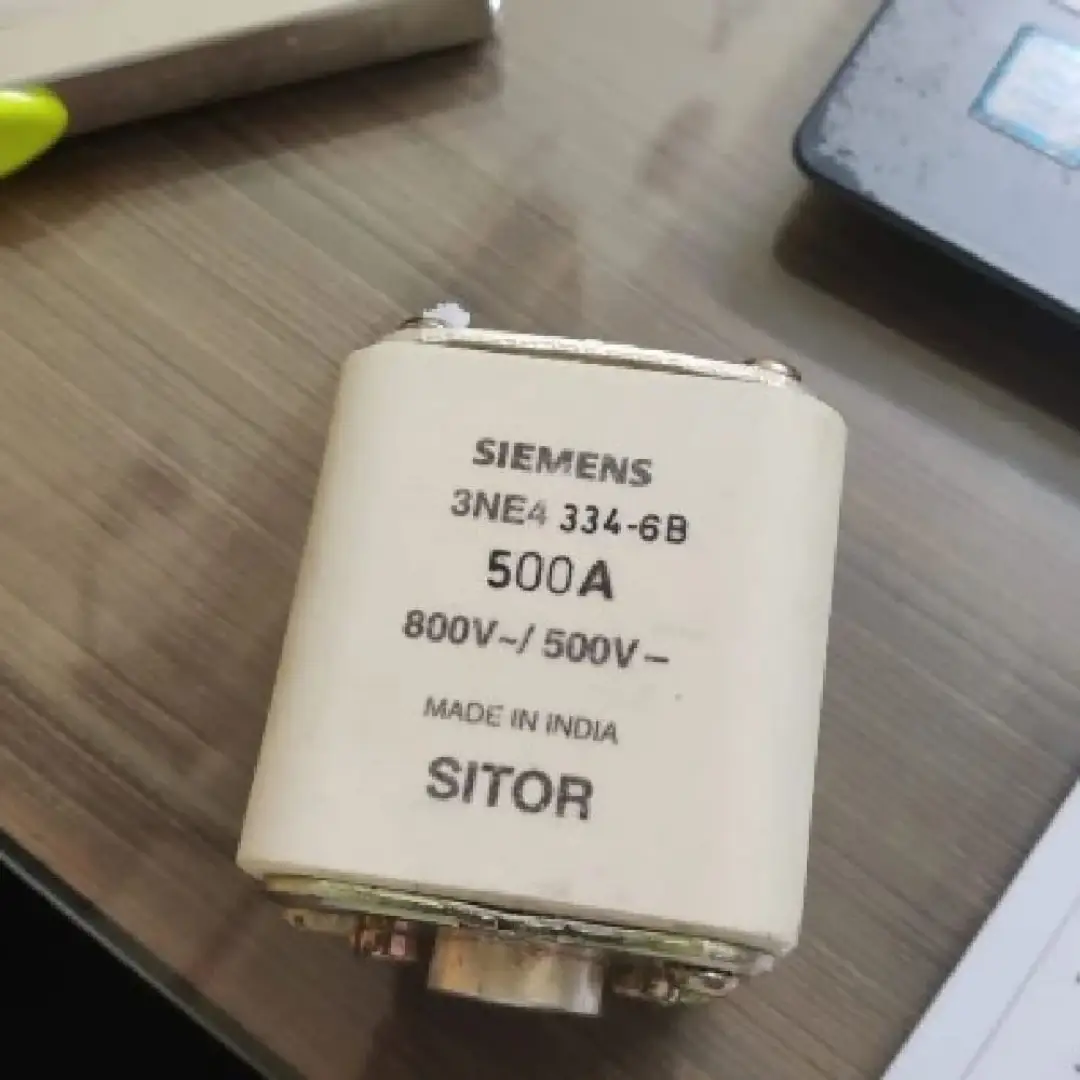 SIEMENS
3NE4 334-6B
500A
800V~/ 500V–
MADE IN INDIA
SITOR